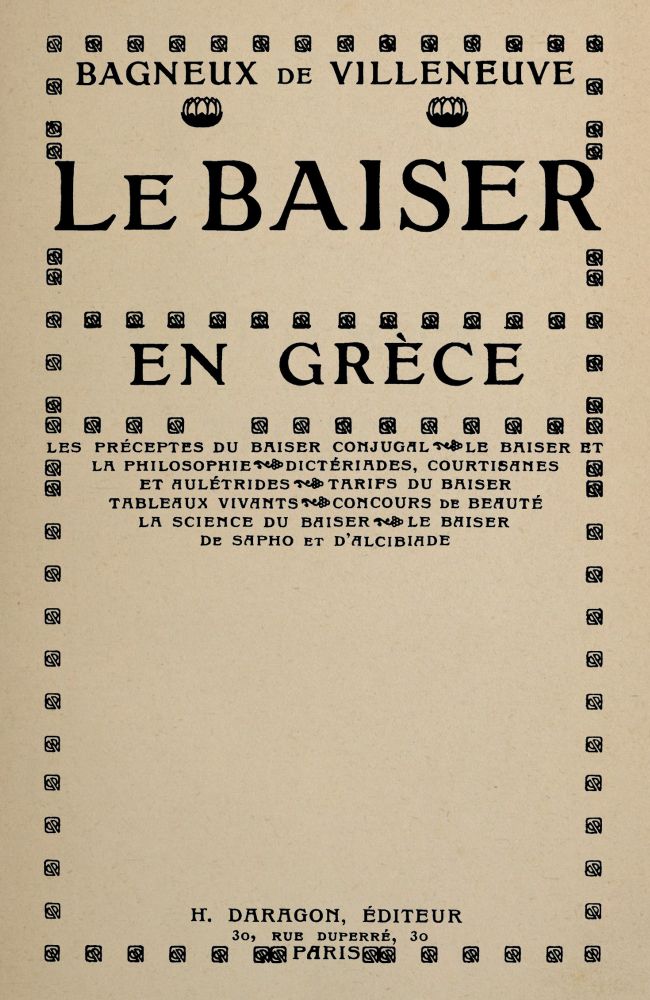 BAGNEUX DE VILLENEUVE
LE BAISER
EN GRÈCE
LES PRÉCEPTES DU BAISER CONJUGAL LE BAISER ET
LA PHILOSOPHIE DICTÉRIADES, COURTISANES
ET AULÉTRIDES TARIFS DU BAISER
TABLEAUX VIVANTS CONCOURS DE BEAUTÉ
LA SCIENCE DU BAISER LE BAISER
DE SAPHO ET D'ALCIBIADE
H. DARAGON, ÉDITEUR
30, RUE DUPERRÉ, 30
PARIS